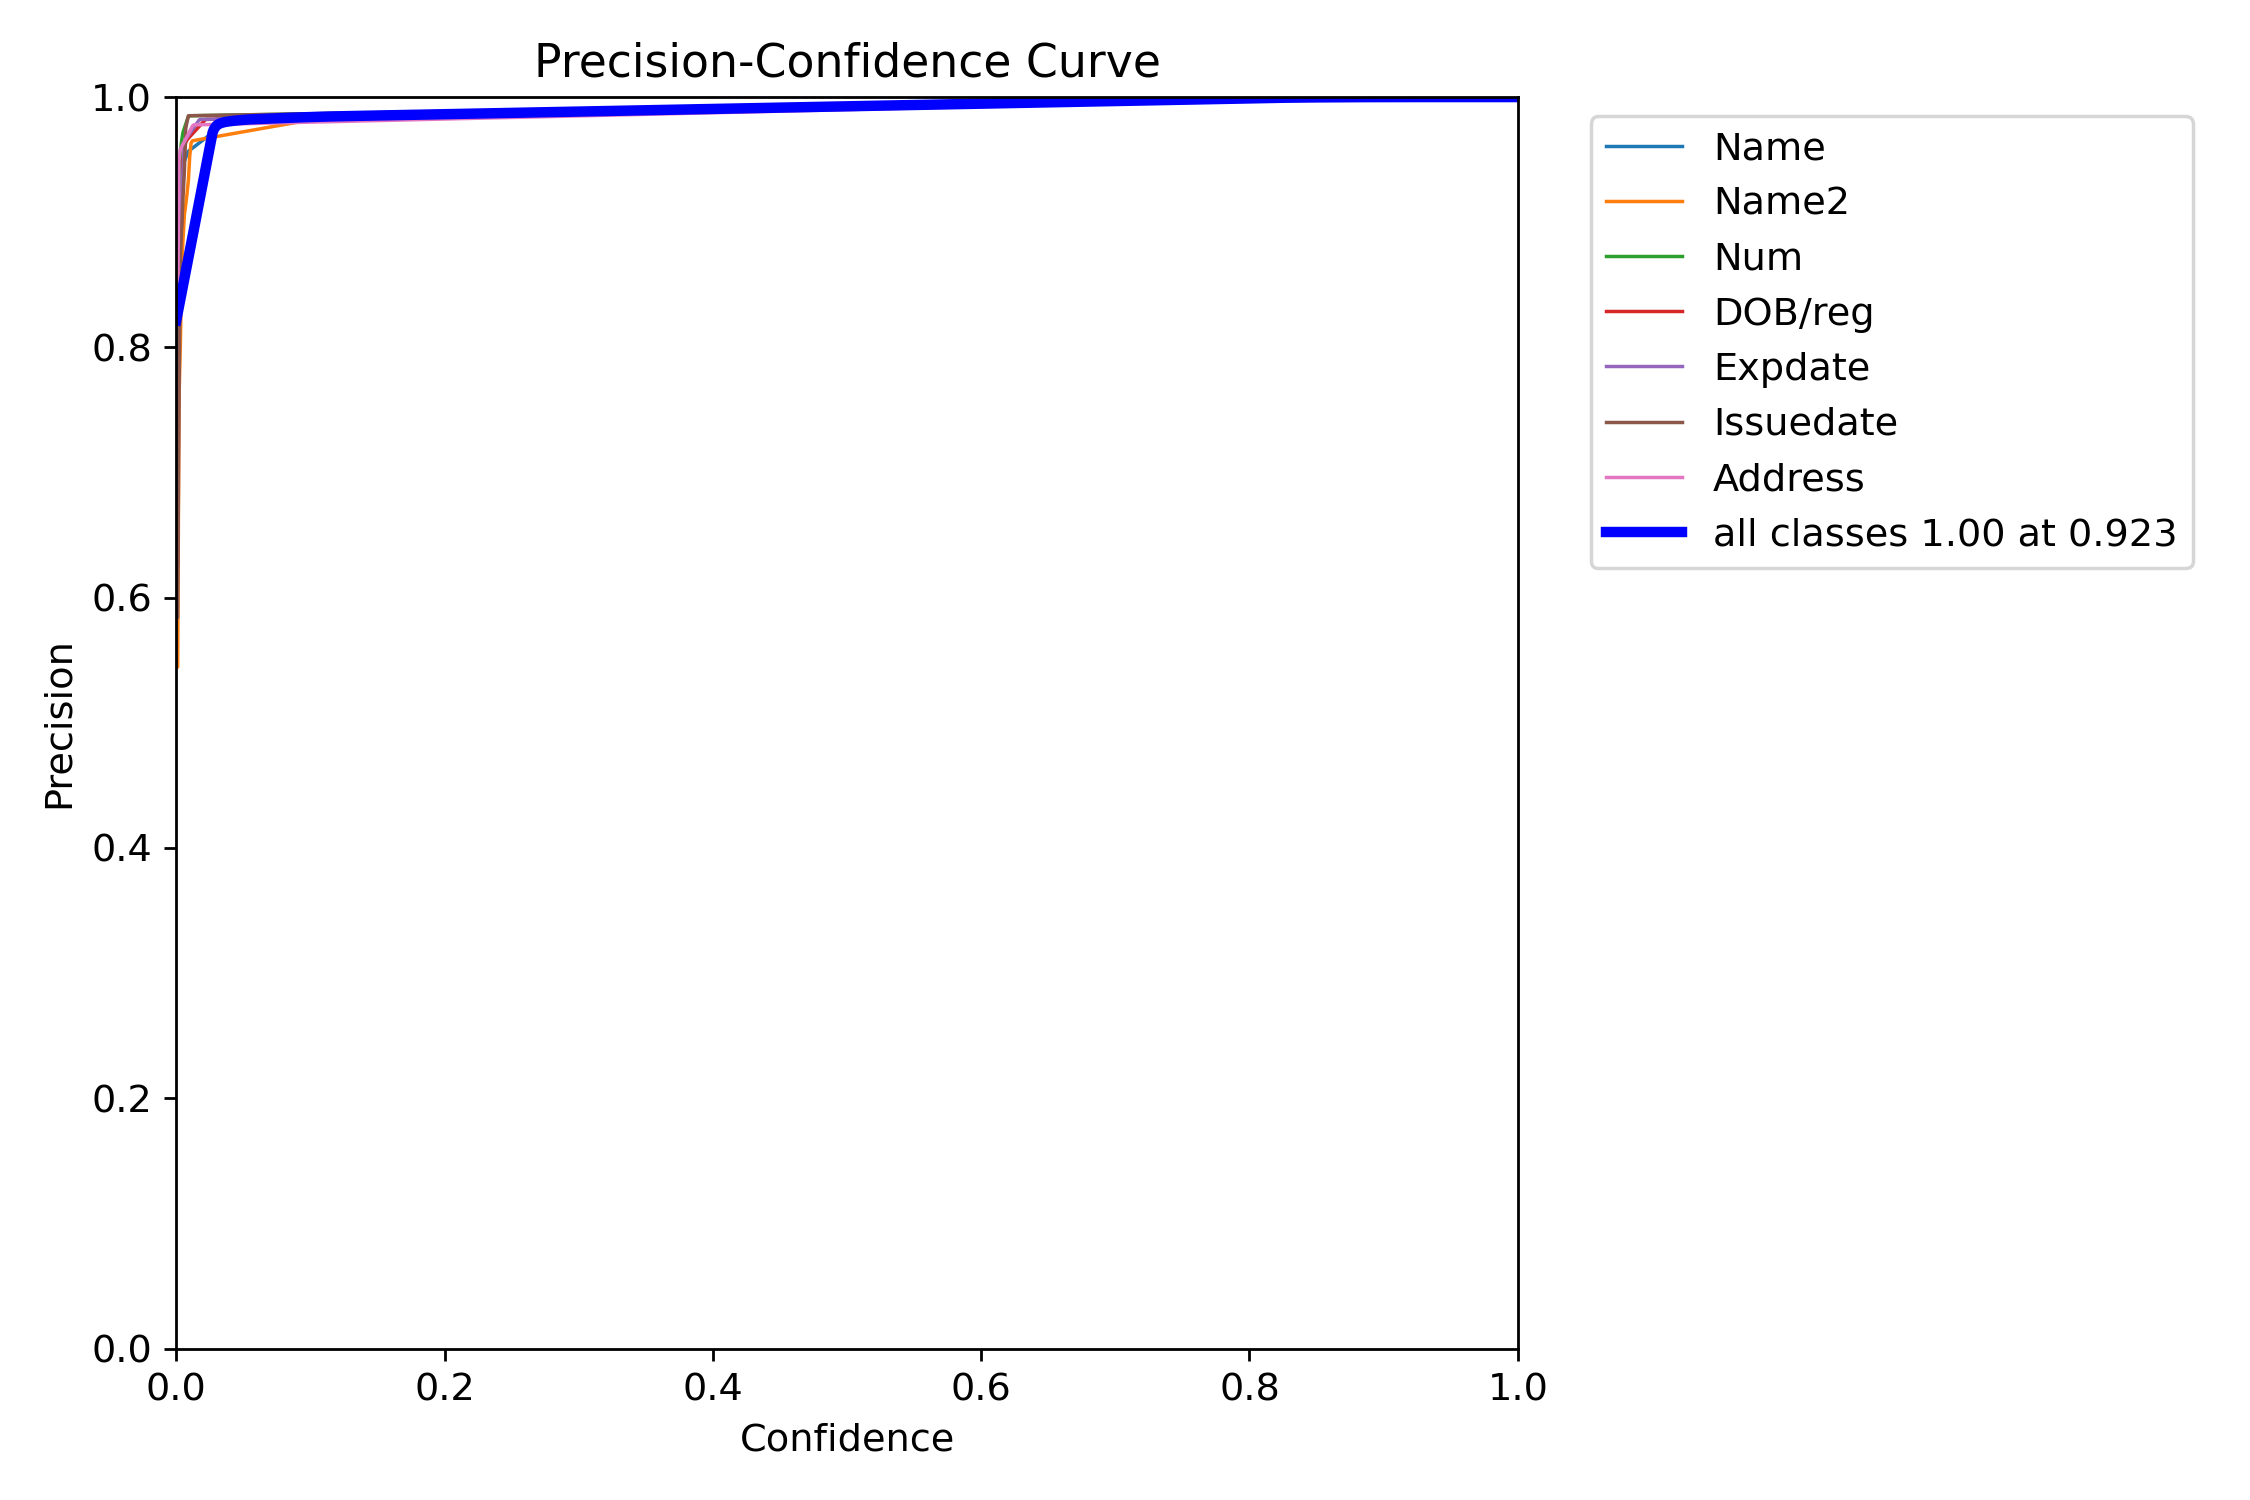 Precision-Confidence Curve
1.0
0.8
0.6
0.4
0.2
0.0
Precision
0.0 0.2 0.4 0.6 0.8 1.0
Confidence
Name
Name2
Num
DOB/reg
Expdate
Issuedate
Address
all classes 1.00 at 0.923